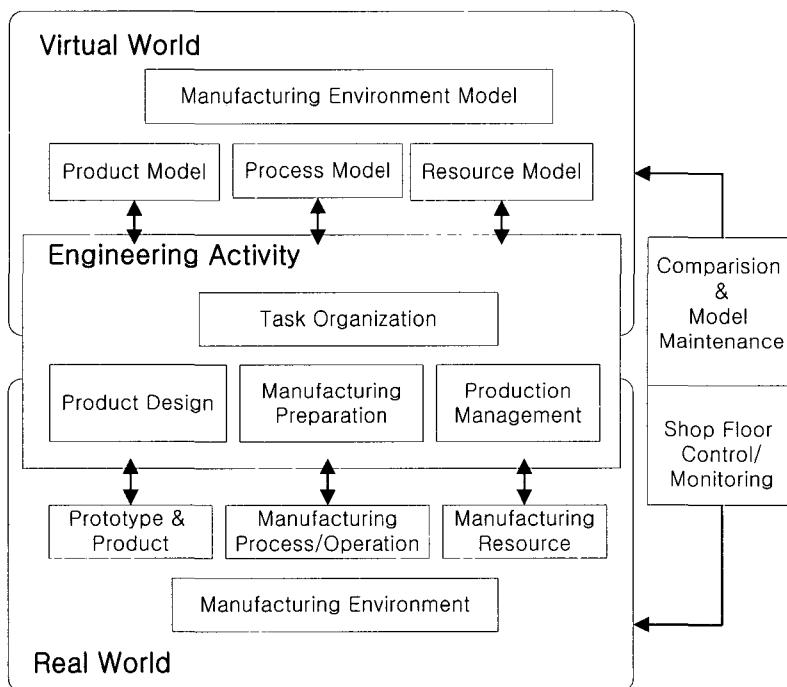 Virtual World
Manufacturing Environment Model
Product Model
Process Model
Resource Model
Engineering Activity
Task Organization
Product Design
Manufacturing
Preparation
Production
Management
Prototype &
Product
Manufacturing
Process/Operation
Manufacturing
Resource
Manufacturing Environment
Real World
Comparision
&
Model
Maintenance
Shop Floor
Control/
Monitoring